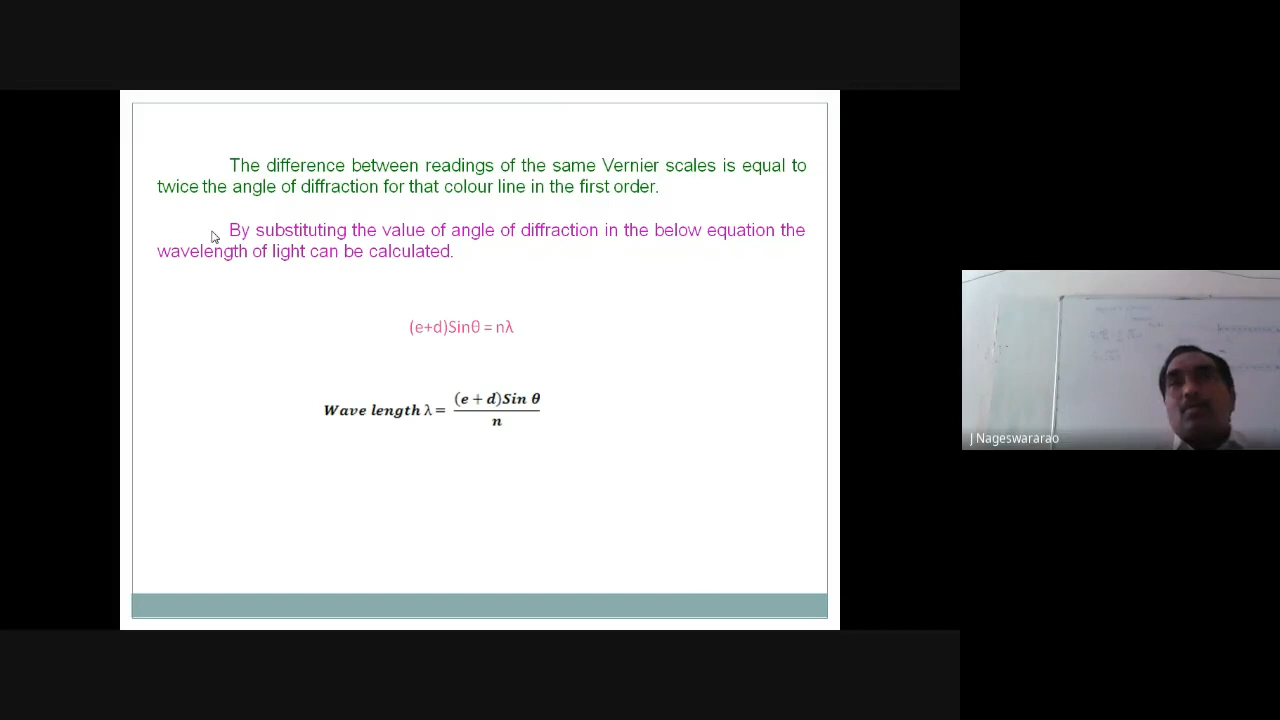 The difference between readings of the same Vernier scales is equal to
twice the angle of diffraction for that colour line in the first order.
By substituting the value of angle of diffraction in the below equation the
wavelength of light can be calculated.
(e+d)Sinθ = nλ
Wave length λ = (e + d)Sin θ
n
J Nageswararao